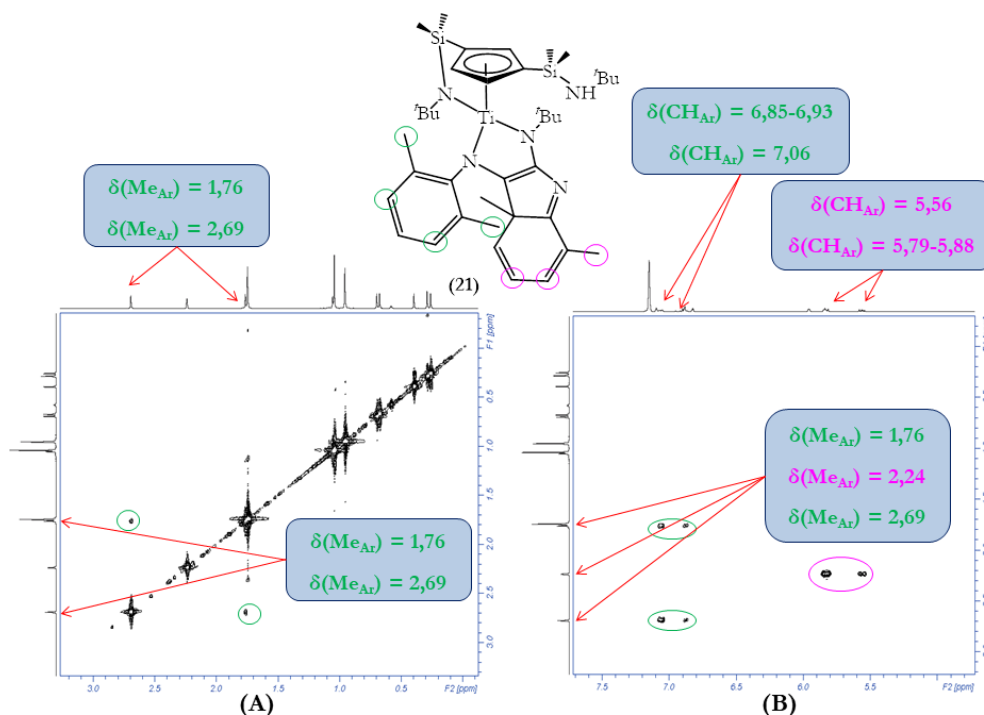 Si
Si
NH
ᵗBu
N
ᵗBu
Ti
ᵗBu
N
N
N
(21)
δ(CH_Ar) = 6,85-6,93
δ(CH_Ar) = 7,06
δ(Me_Ar) = 1,76
δ(Me_Ar) = 2,69
δ(CH_Ar) = 5,56
δ(CH_Ar) = 5,79-5,88
F1 [ppm]
0.5
1.0
1.5
2.0
2.5
3.0
δ(Me_Ar) = 1,76
δ(Me_Ar) = 2,69
3.0 2.5 2.0 1.5 1.0 0.5 F2 [ppm]
(A)
δ(Me_Ar) = 1,76
δ(Me_Ar) = 2,24
δ(Me_Ar) = 2,69
7.5 7.0 6.5 6.0 5.5 F2 [ppm]
(B)